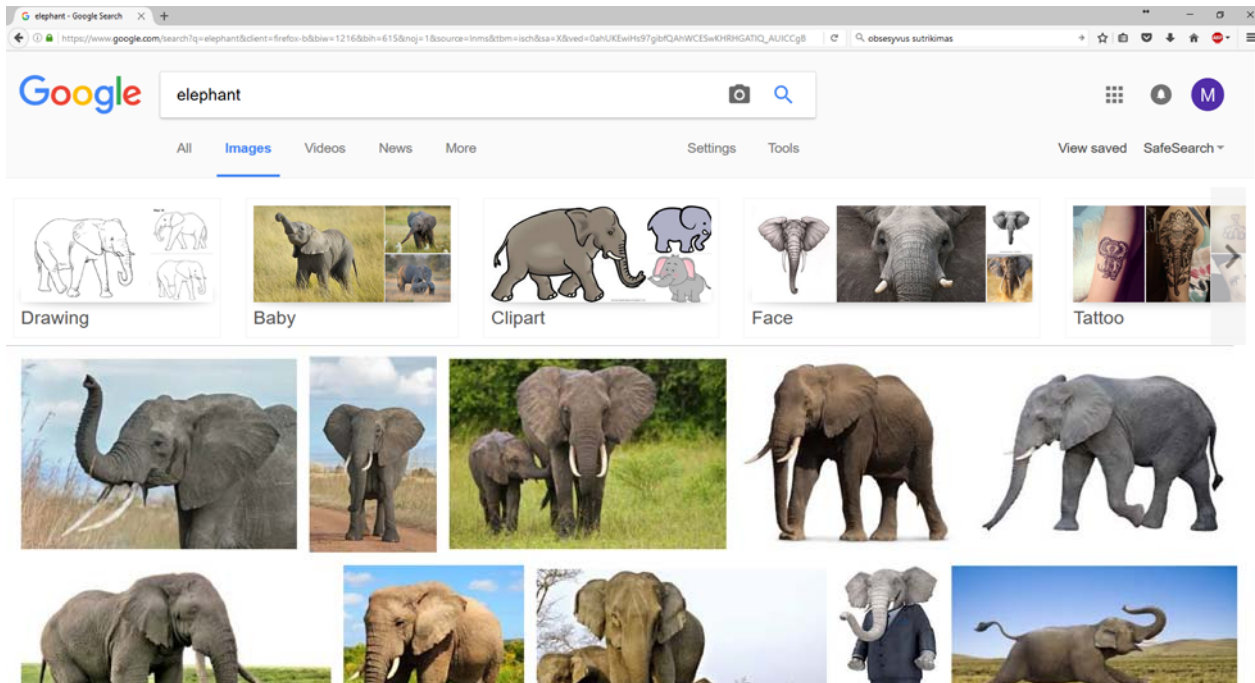 elephant - Google Search
https://www.google.com/search?q=elephant&client=firefox-b&biw=1216&bih=615&noj=1&source=lnms&tbm=isch&sa=X&ved=0ahUKEwiHs97gibfQAhWCESwKHRHGATIQ_AUICCgB
obsesyvus sutrikimas
ABP
Google
elephant
M
All Images Videos News More Settings Tools View saved SafeSearch
Drawing Baby Clipart Face Tattoo